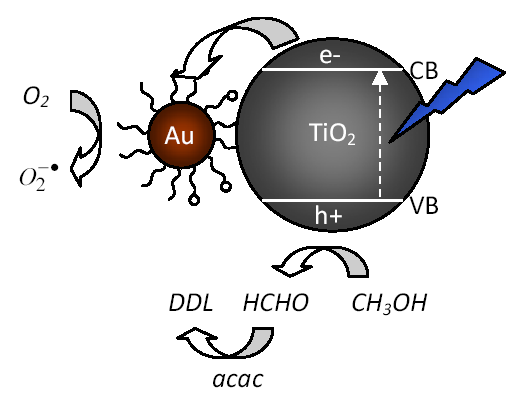 e-
CB
O₂
Au
TiO₂
O₂⁻•
h+
VB
DDL HCHO CH₃OH
acac